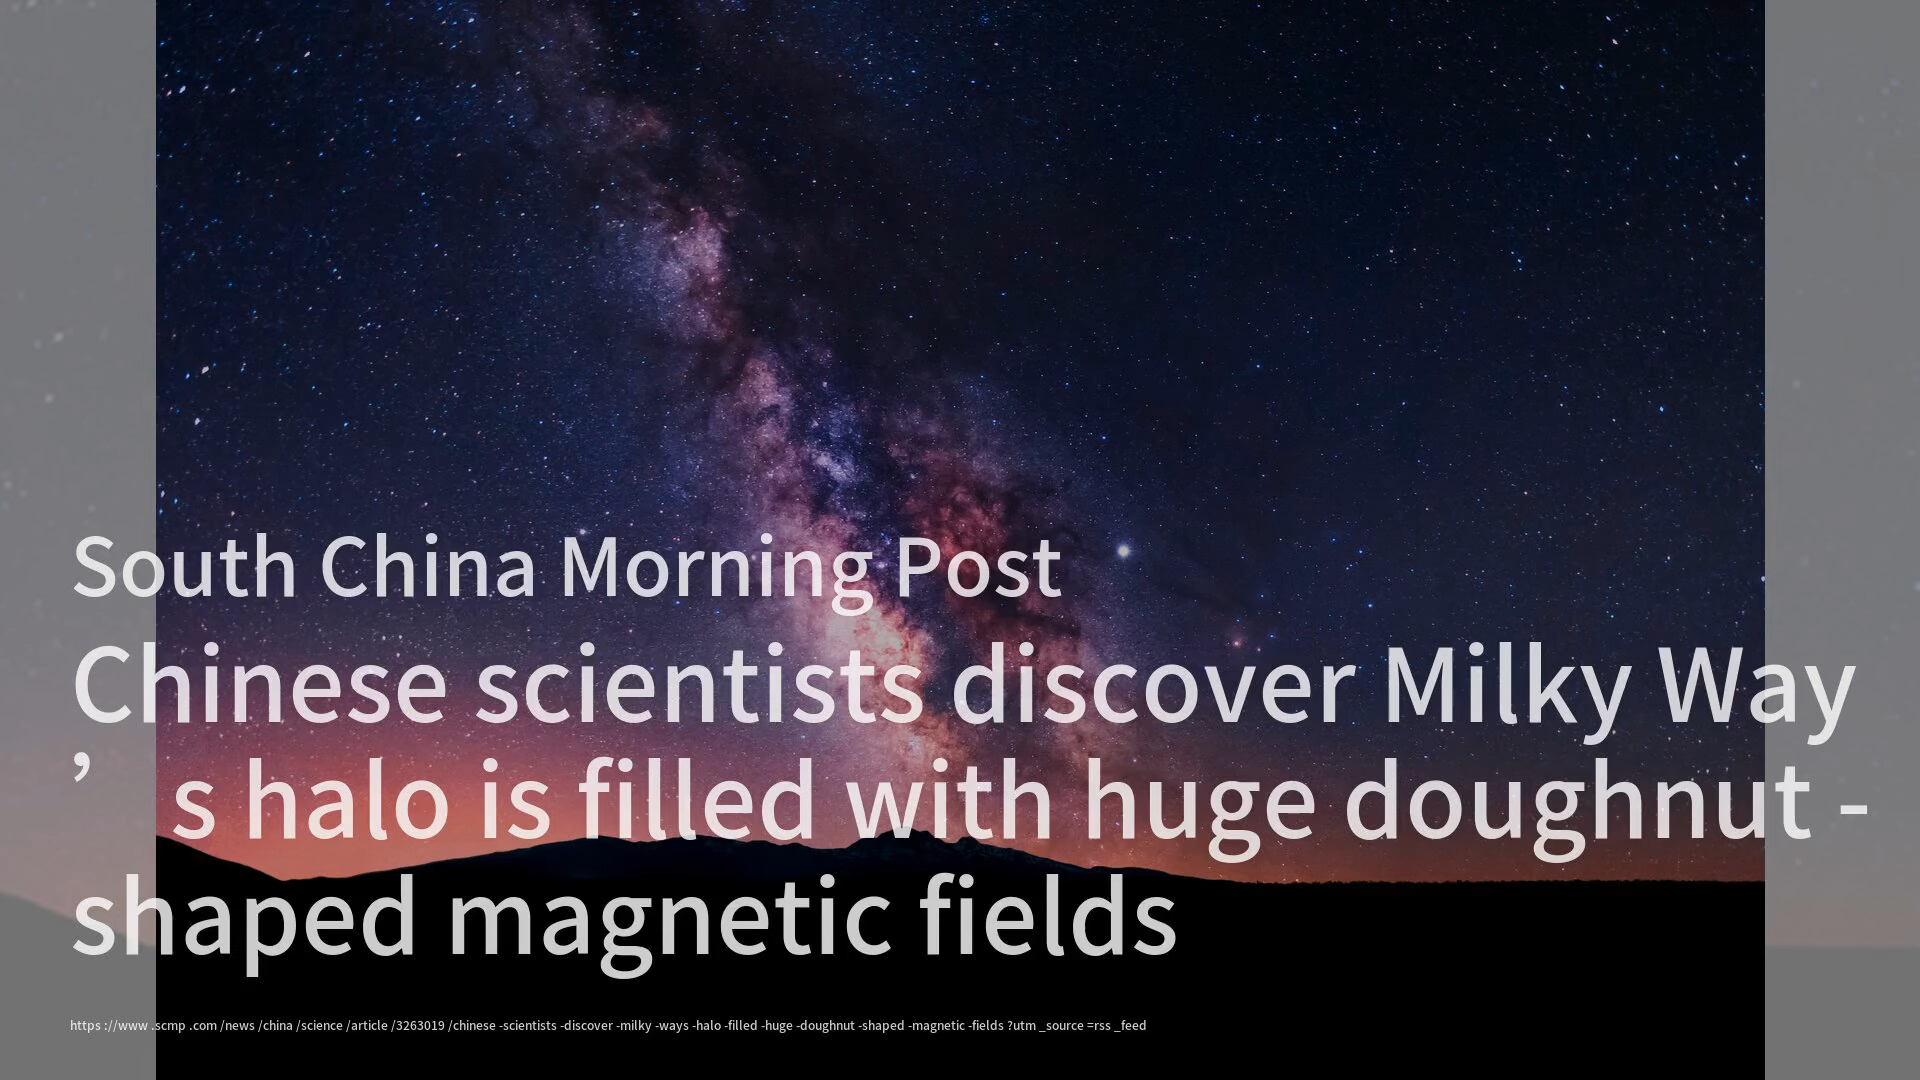 South China Morning Post
Chinese scientists discover Milky Way
’ s halo is filled with huge doughnut -
shaped magnetic fields
https ://www .scmp .com /news /china /science /article /3263019 /chinese -scientists -discover -milky -ways -halo -filled -huge -doughnut -shaped -magnetic -fields ?utm _source =rss _feed